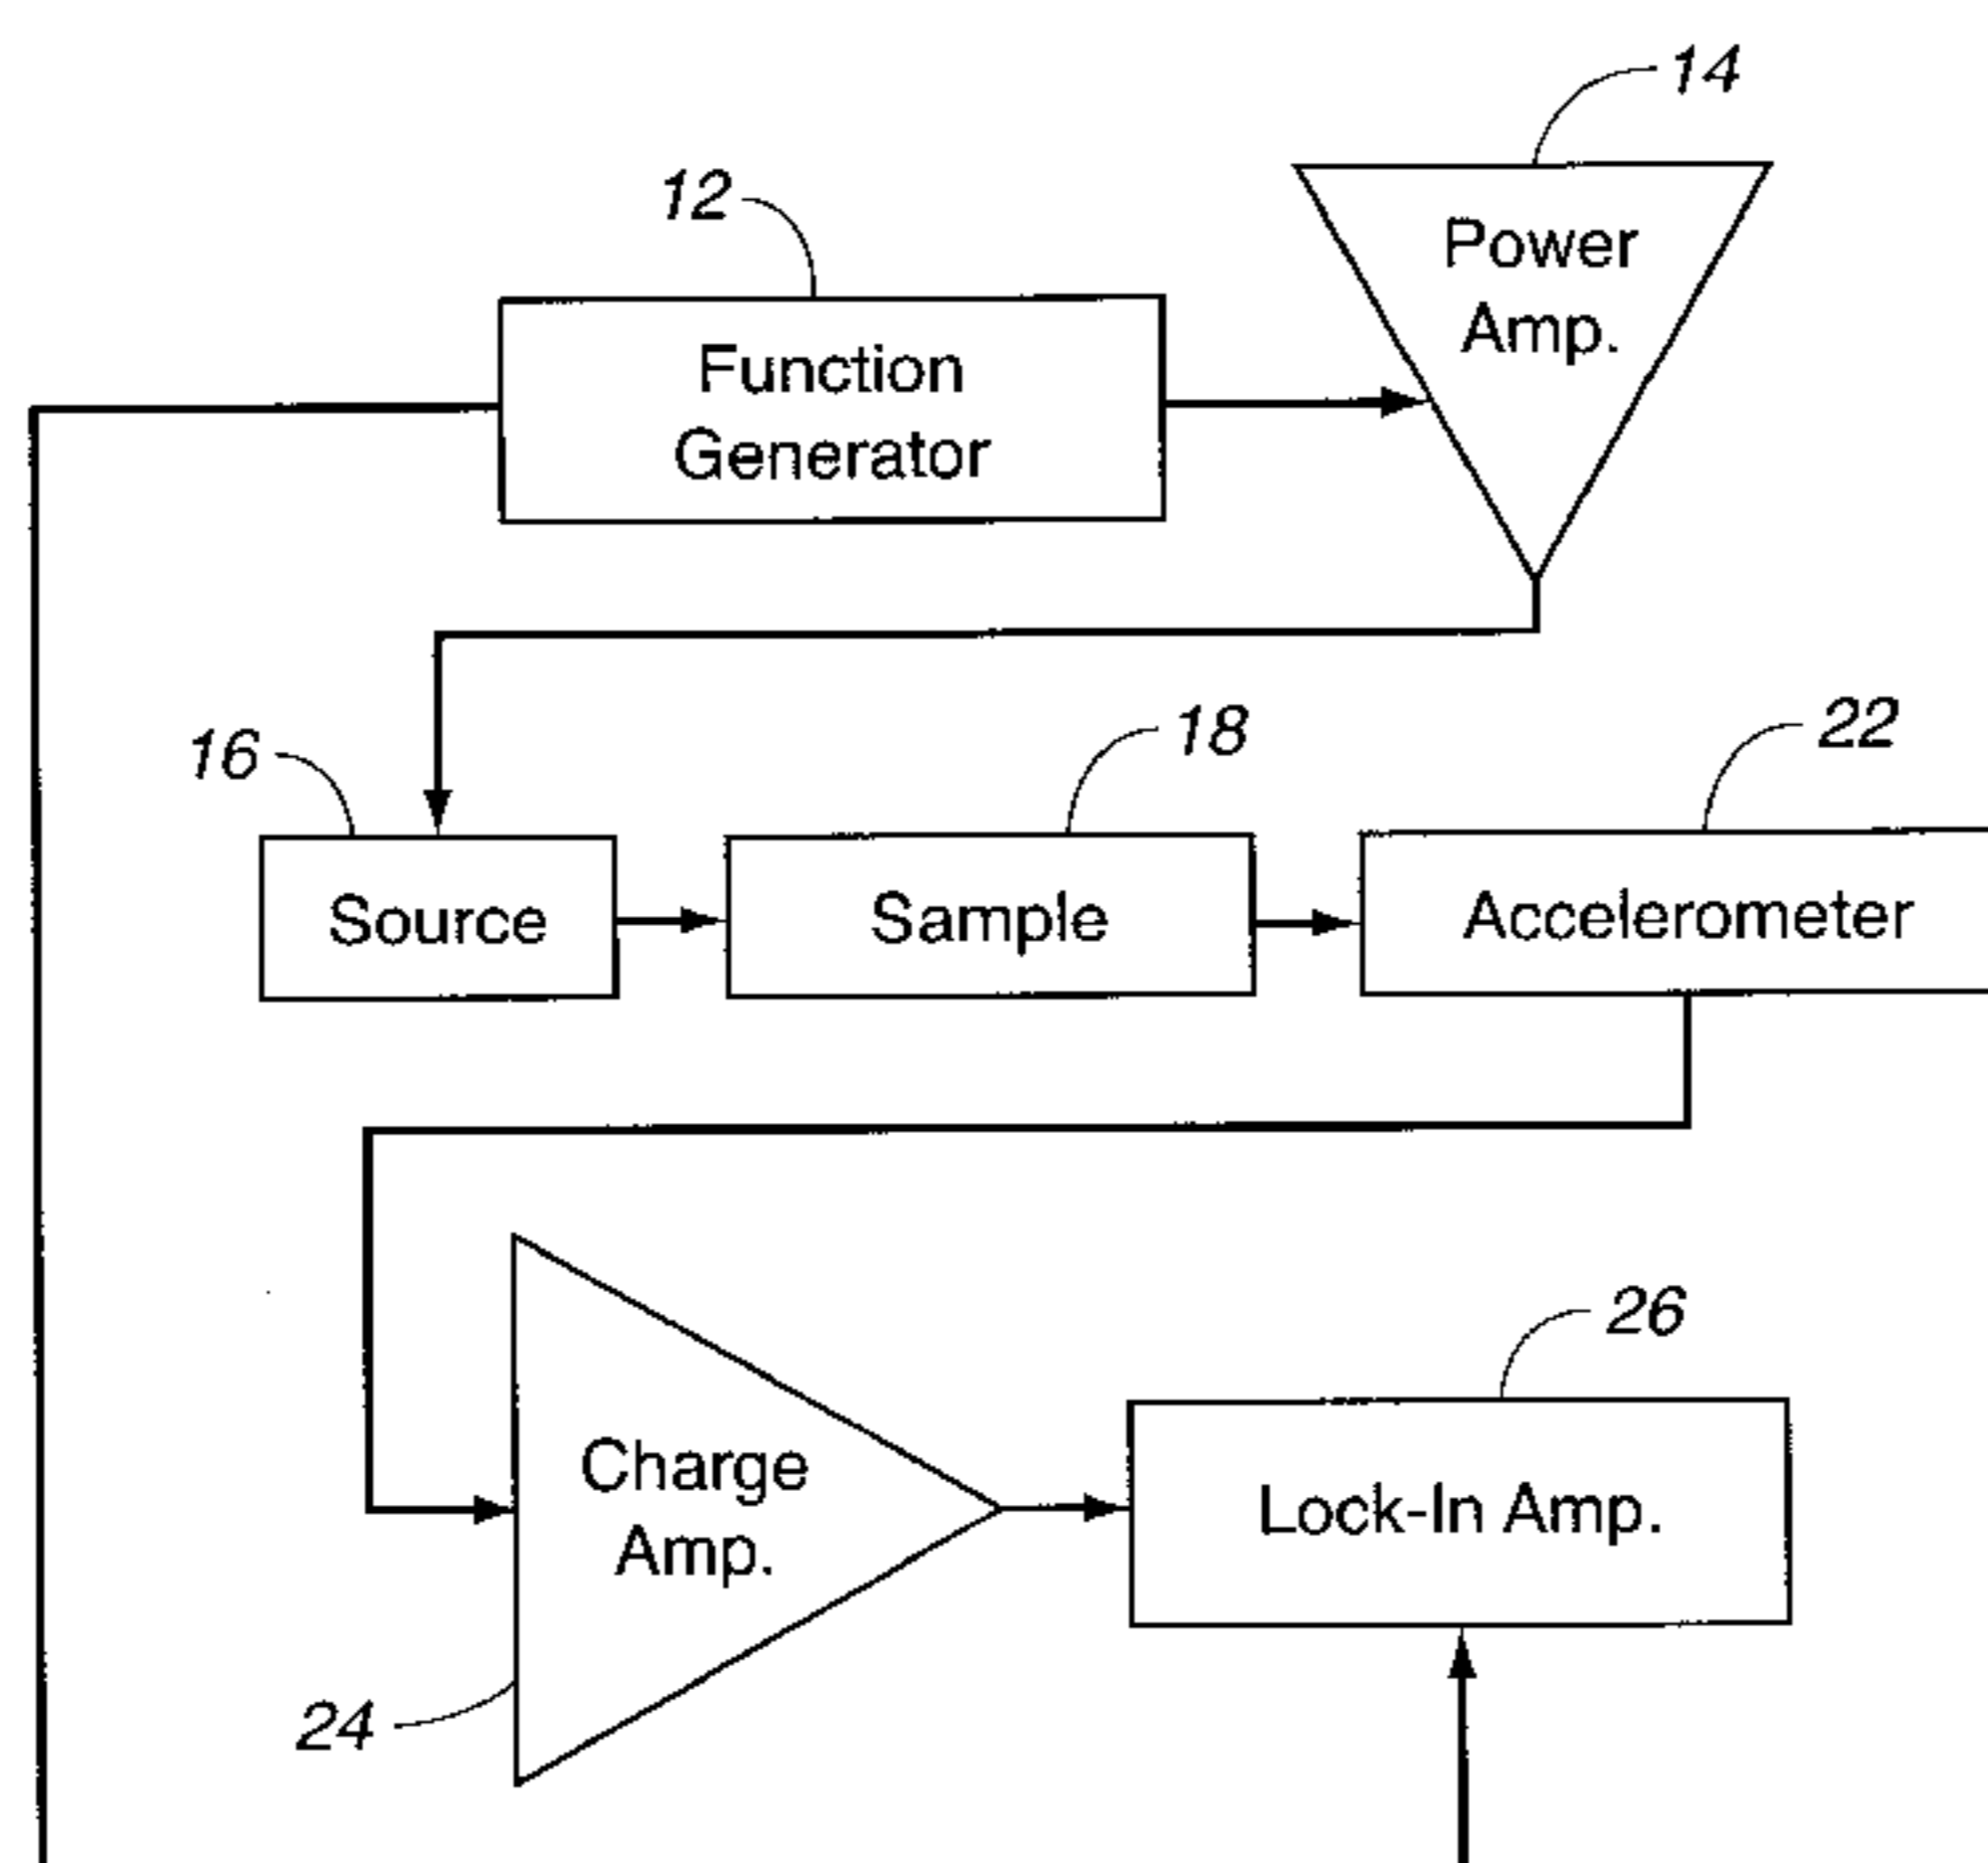 14
12
Power
Amp.
Function
Generator
16
18
22
Source
Sample
Accelerometer
26
Charge
Amp.
Lock-In Amp.
24